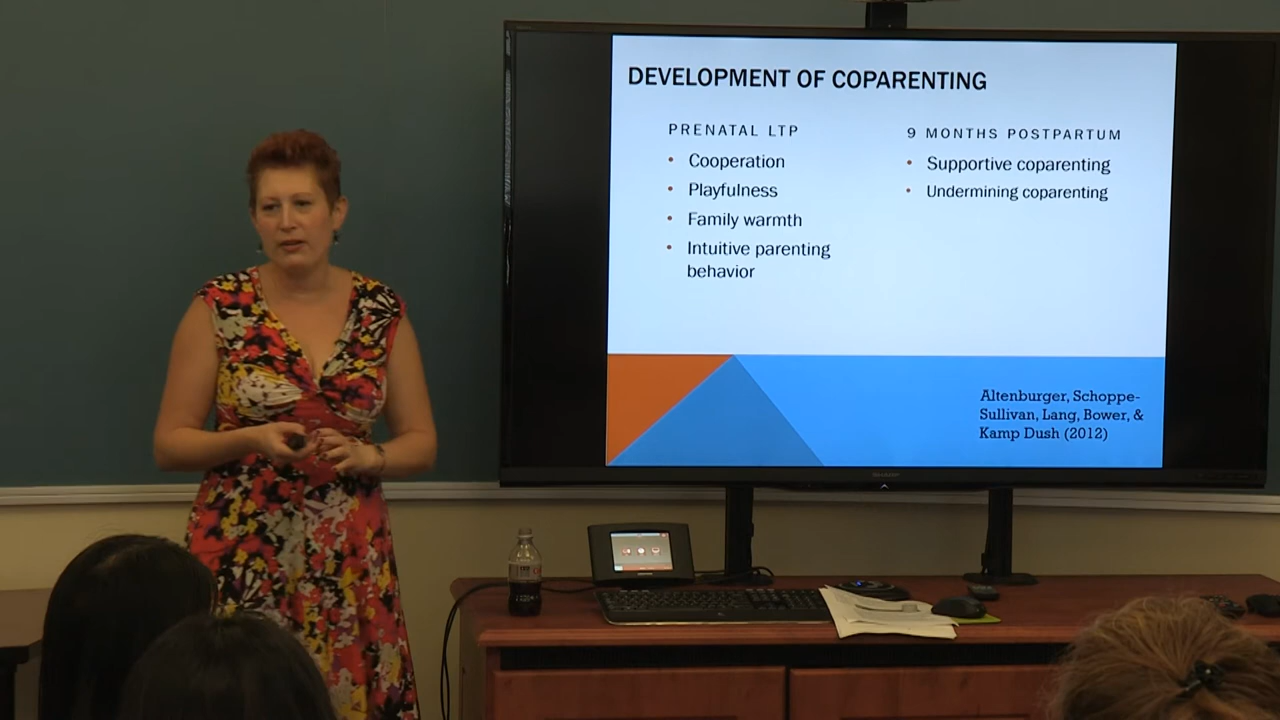 DEVELOPMENT OF COPARENTING
PRENATAL LTP
• Cooperation
• Playfulness
• Family warmth
• Intuitive parenting
behavior
9 MONTHS POSTPARTUM
• Supportive coparenting
• Undermining coparenting
Altenburger, Schoppe-
Sullivan, Lang, Bower, &
Kamp Dush (2012)
SHARP